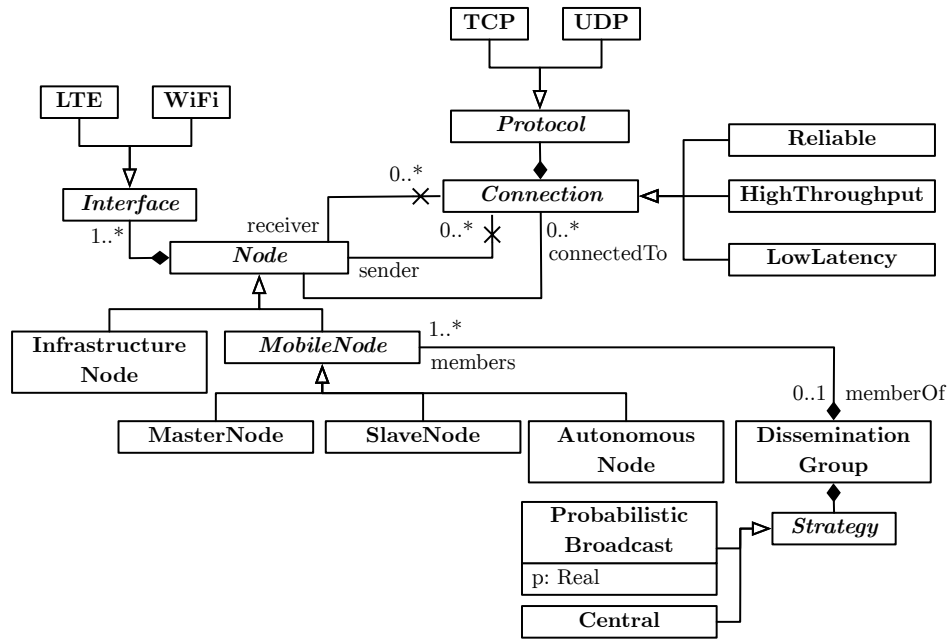 TCP
UDP
LTE
WiFi
Protocol
Reliable
Connection
HighThroughput
LowLatency
Interface
0..*
receiver
1..*
Node
0..*
0..*
sender
connectedTo
Infrastructure
Node
MobileNode
1..*
members
0..1
memberOf
MasterNode
SlaveNode
Autonomous
Node
Dissemination
Group
Probabilistic
Broadcast
p: Real
Strategy
Central